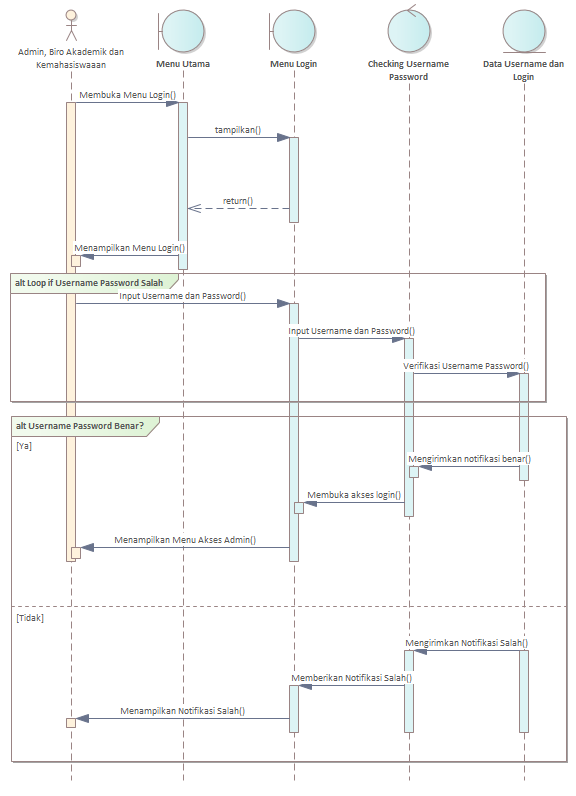 Admin, Biro Akademik dan
Kemahasiswaaan
Menu Utama
Menu Login
Checking Username
Password
Data Username dan
Login
Membuka Menu Login()
tampilkan()
return()
Menampilkan Menu Login()
alt Loop if Username Password Salah
Input Username dan Password()
Input Username dan Password()
Verifikasi Username Password()
alt Username Password Benar?
[Ya]
Mengirimkan notifikasi benar()
Membuka akses login()
Menampilkan Menu Akses Admin()
[Tidak]
Mengirimkan Notifikasi Salah()
Memberikan Notifikasi Salah()
Menampilkan Notifikasi Salah()